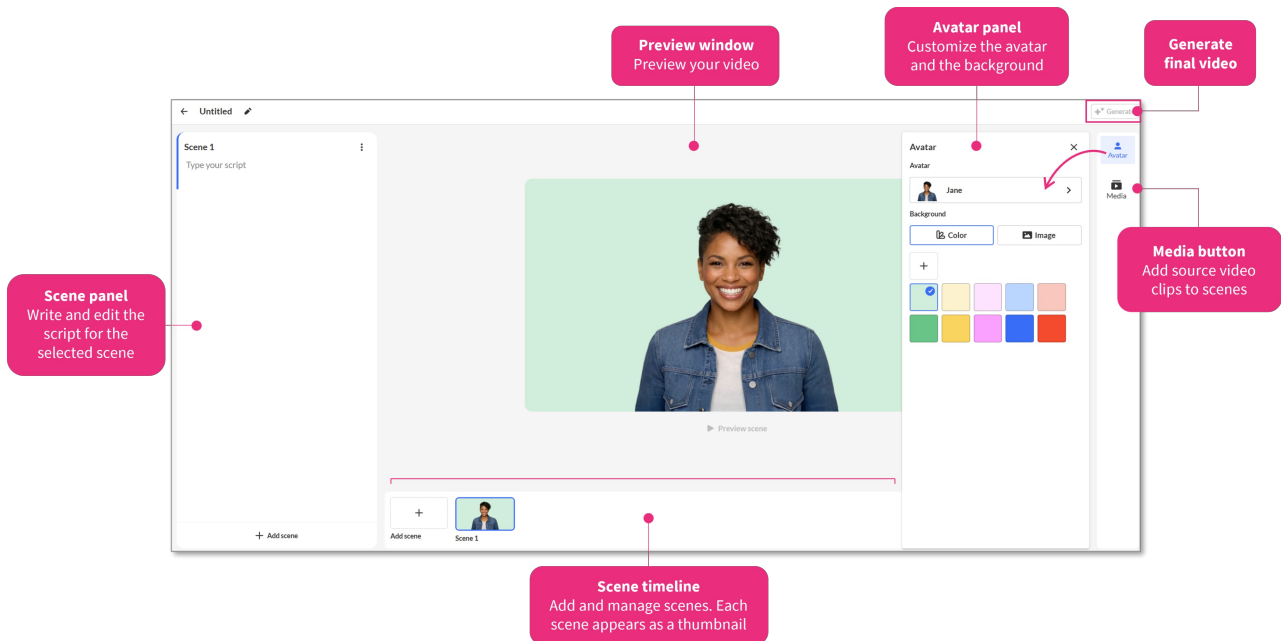 Preview window
Preview your video
Avatar panel
Customize the avatar
and the background
Generate
final video
Untitled
Generate
Scene 1
Type your script
Avatar
Avatar
Jane
Background
Color
Image
Avatar
Media
Media button
Add source video
clips to scenes
Scene panel
Write and edit the
script for the
selected scene
Preview scene
Add scene
Add scene
Scene 1
Scene timeline
Add and manage scenes. Each
scene appears as a thumbnail